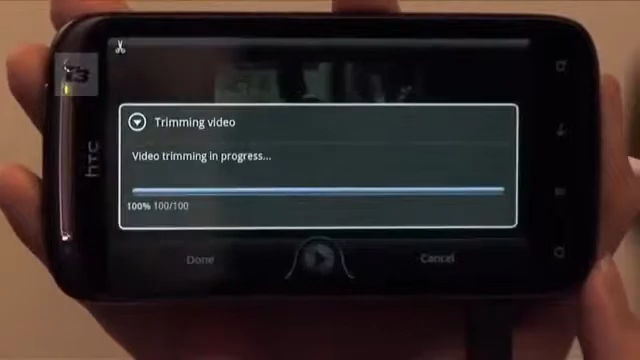 T3
hTC
Trimming video
Video trimming in progress...
100% 100/100
Done
Cancel